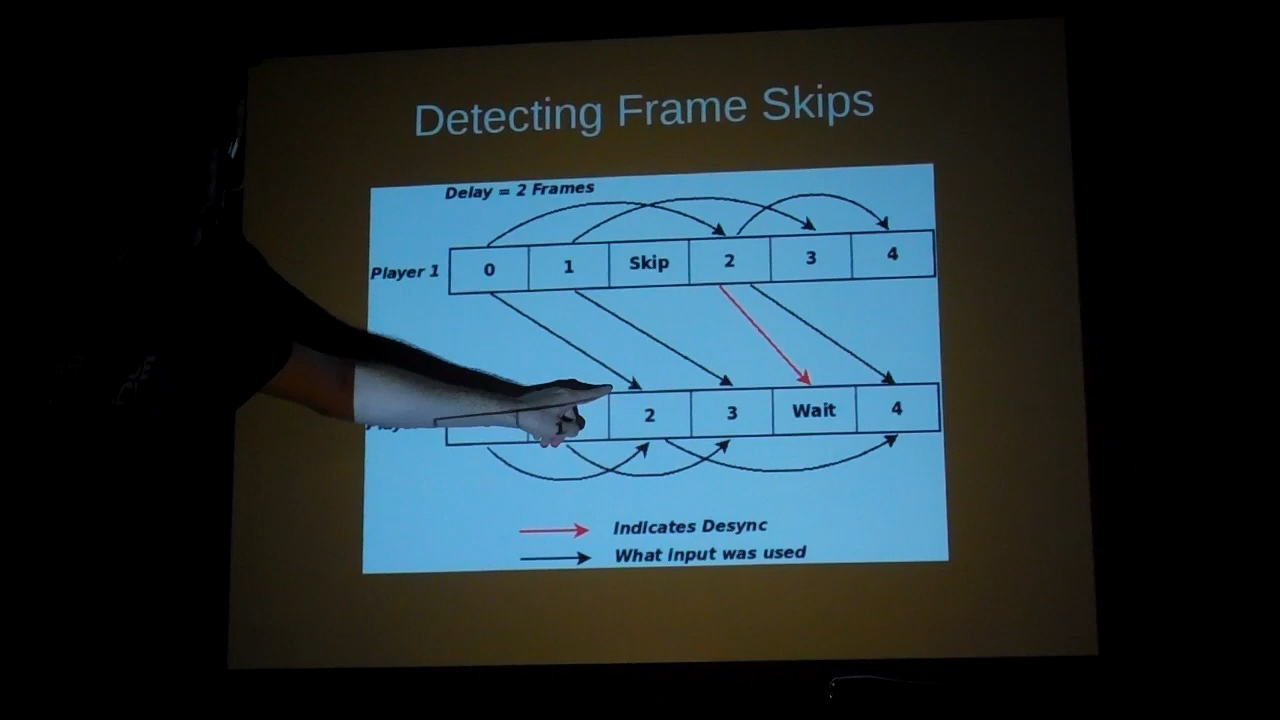 Detecting Frame Skips
Delay = 2 Frames
Player 1 0 1 Skip 2 3 4
1 2 3 Wait 4
Indicates Desync
What input was used